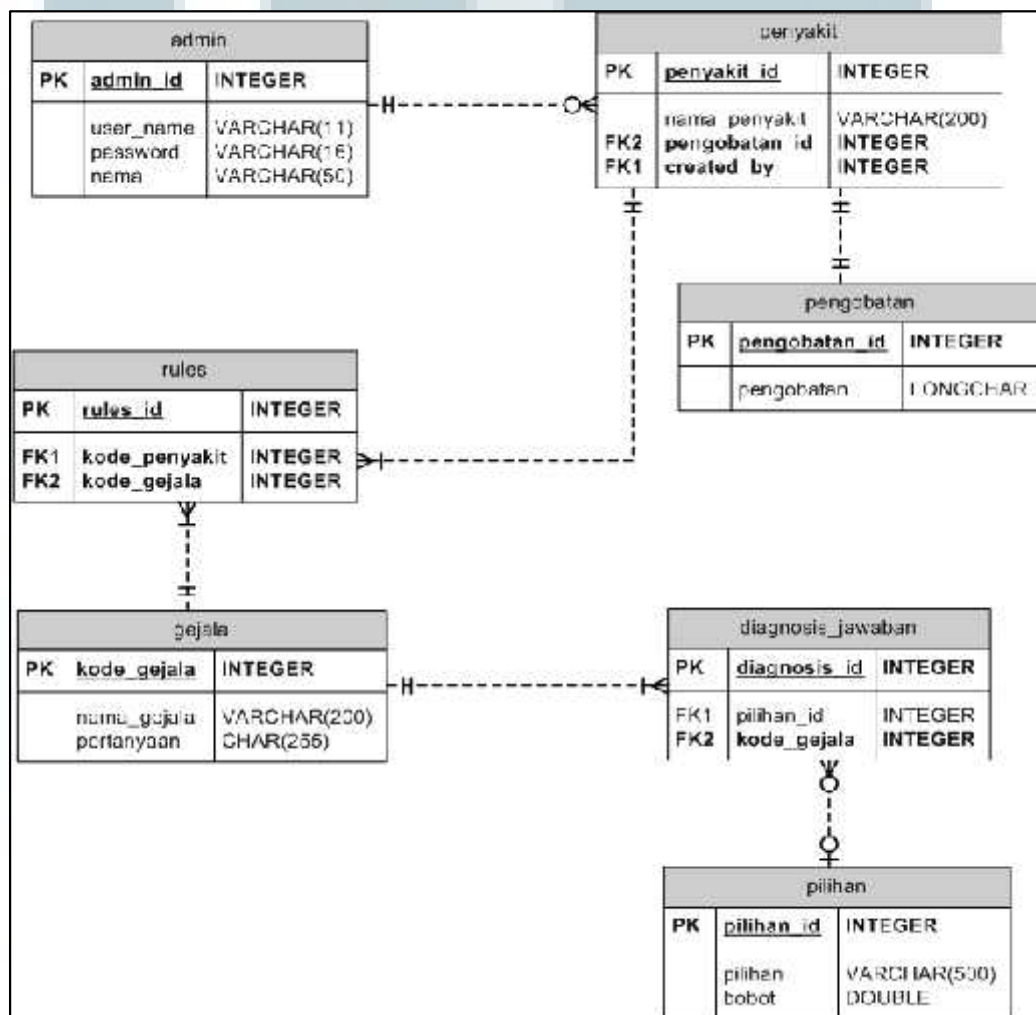 admin
PK admin_id INTEGER
user_name VARCHAR(11)
password VARCHAR(16)
nama VARCHAR(50)
penyakit
PK penyakit_id INTEGER
nama_penyakit VARCHAR(200)
FK2 pengobatan_id INTEGER
FK1 created_by INTEGER
pengobatan
PK pengobatan_id INTEGER
pengobatan LONGCHAR
rules
PK rules_id INTEGER
FK1 kode_penyakit INTEGER
FK2 kode_gejala INTEGER
gejala
PK kode_gejala INTEGER
nama_gejala VARCHAR(200)
pertanyaan CHAR(255)
diagnosis_jawaban
PK diagnosis_id INTEGER
FK1 pilihan_id INTEGER
FK2 kode_gejala INTEGER
pilihan
PK pilihan_id INTEGER
pilihan VARCHAR(500)
bobot DOUBLE